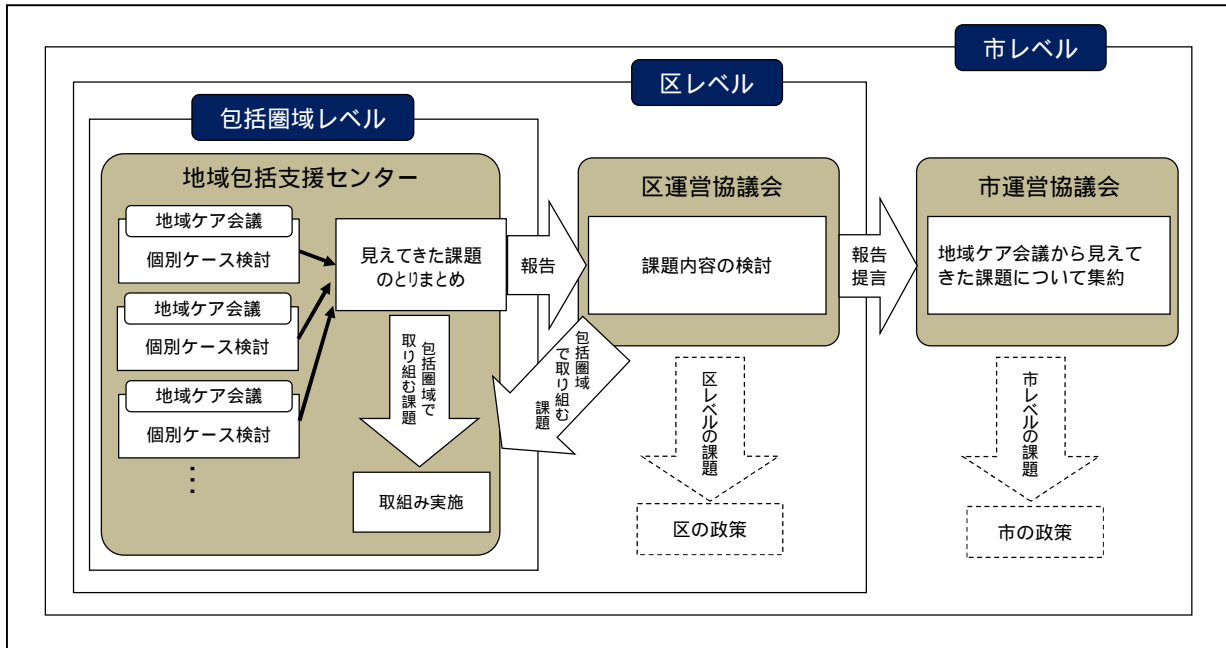 市レベル
区レベル
包括圏域レベル
地域包括支援センター
地域ケア会議
個別ケース検討
地域ケア会議
個別ケース検討
地域ケア会議
個別ケース検討
⋮
見えてきた課題
のとりまとめ
包括圏域で
取り組む課題
取組み実施
報告
包括圏域
で取り組む
課題
区運営協議会
課題内容の検討
区レベルの課題
区の政策
報告
提言
市運営協議会
地域ケア会議から見えて
きた課題について集約
市レベルの課題
市の政策